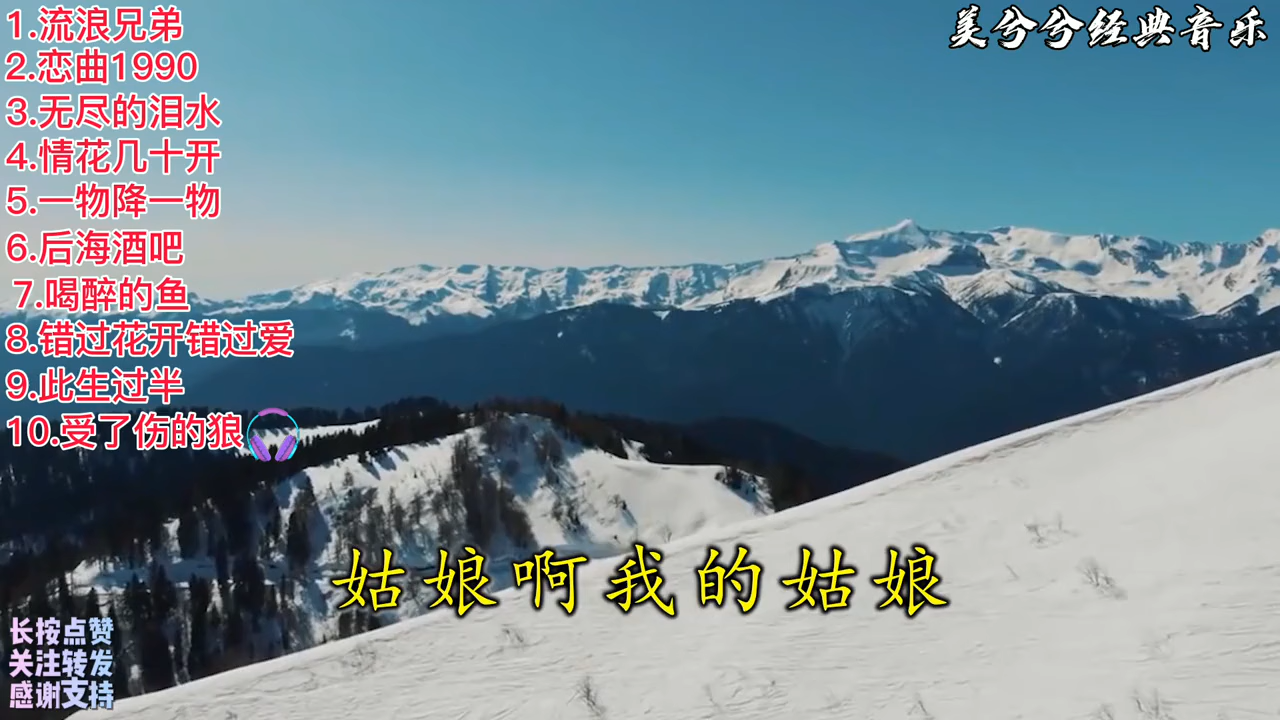 美兮兮经典音乐
1.流浪兄弟
2.恋曲1990
3.无尽的泪水
4.情花几十开
5.一物降一物
6.后海酒吧
7.喝醉的鱼
8.错过花开错过爱
9.此生过半
10.受了伤的狼
姑娘啊我的姑娘
长按点赞
关注转发
感谢支持